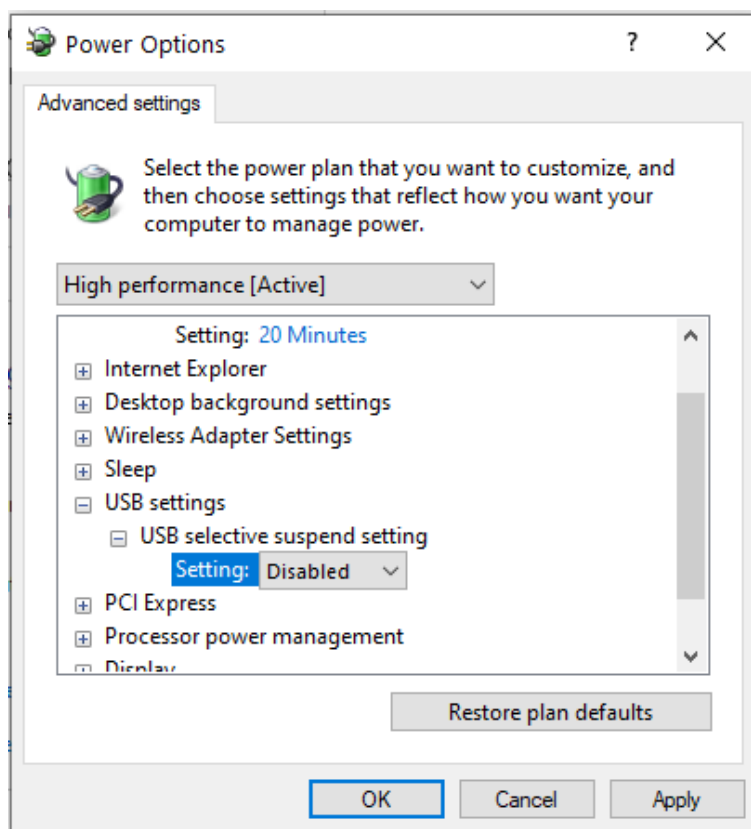 Power Options
?
Advanced settings
Select the power plan that you want to customize, and
then choose settings that reflect how you want your
computer to manage power.
High performance [Active]
Setting: 20 Minutes
Internet Explorer
Desktop background settings
Wireless Adapter Settings
Sleep
USB settings
USB selective suspend setting
Setting: Disabled
PCI Express
Processor power management
Display
Restore plan defaults
OK Cancel Apply